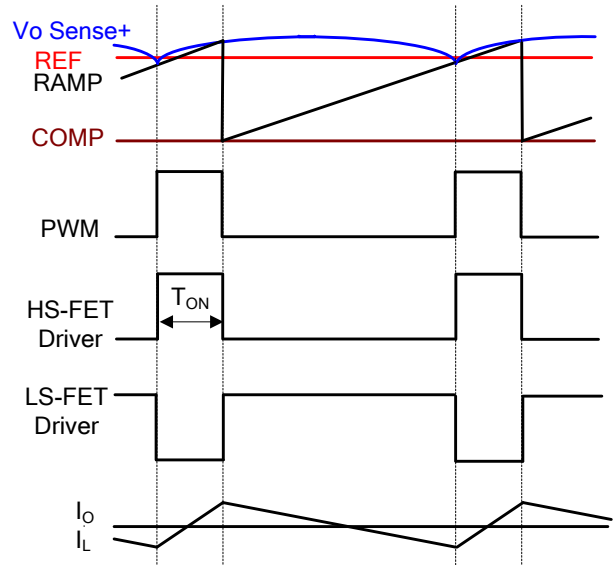 Vo Sense+
REF
RAMP
COMP
PWM
HS-FET
Driver
TON
LS-FET
Driver
IO
IL